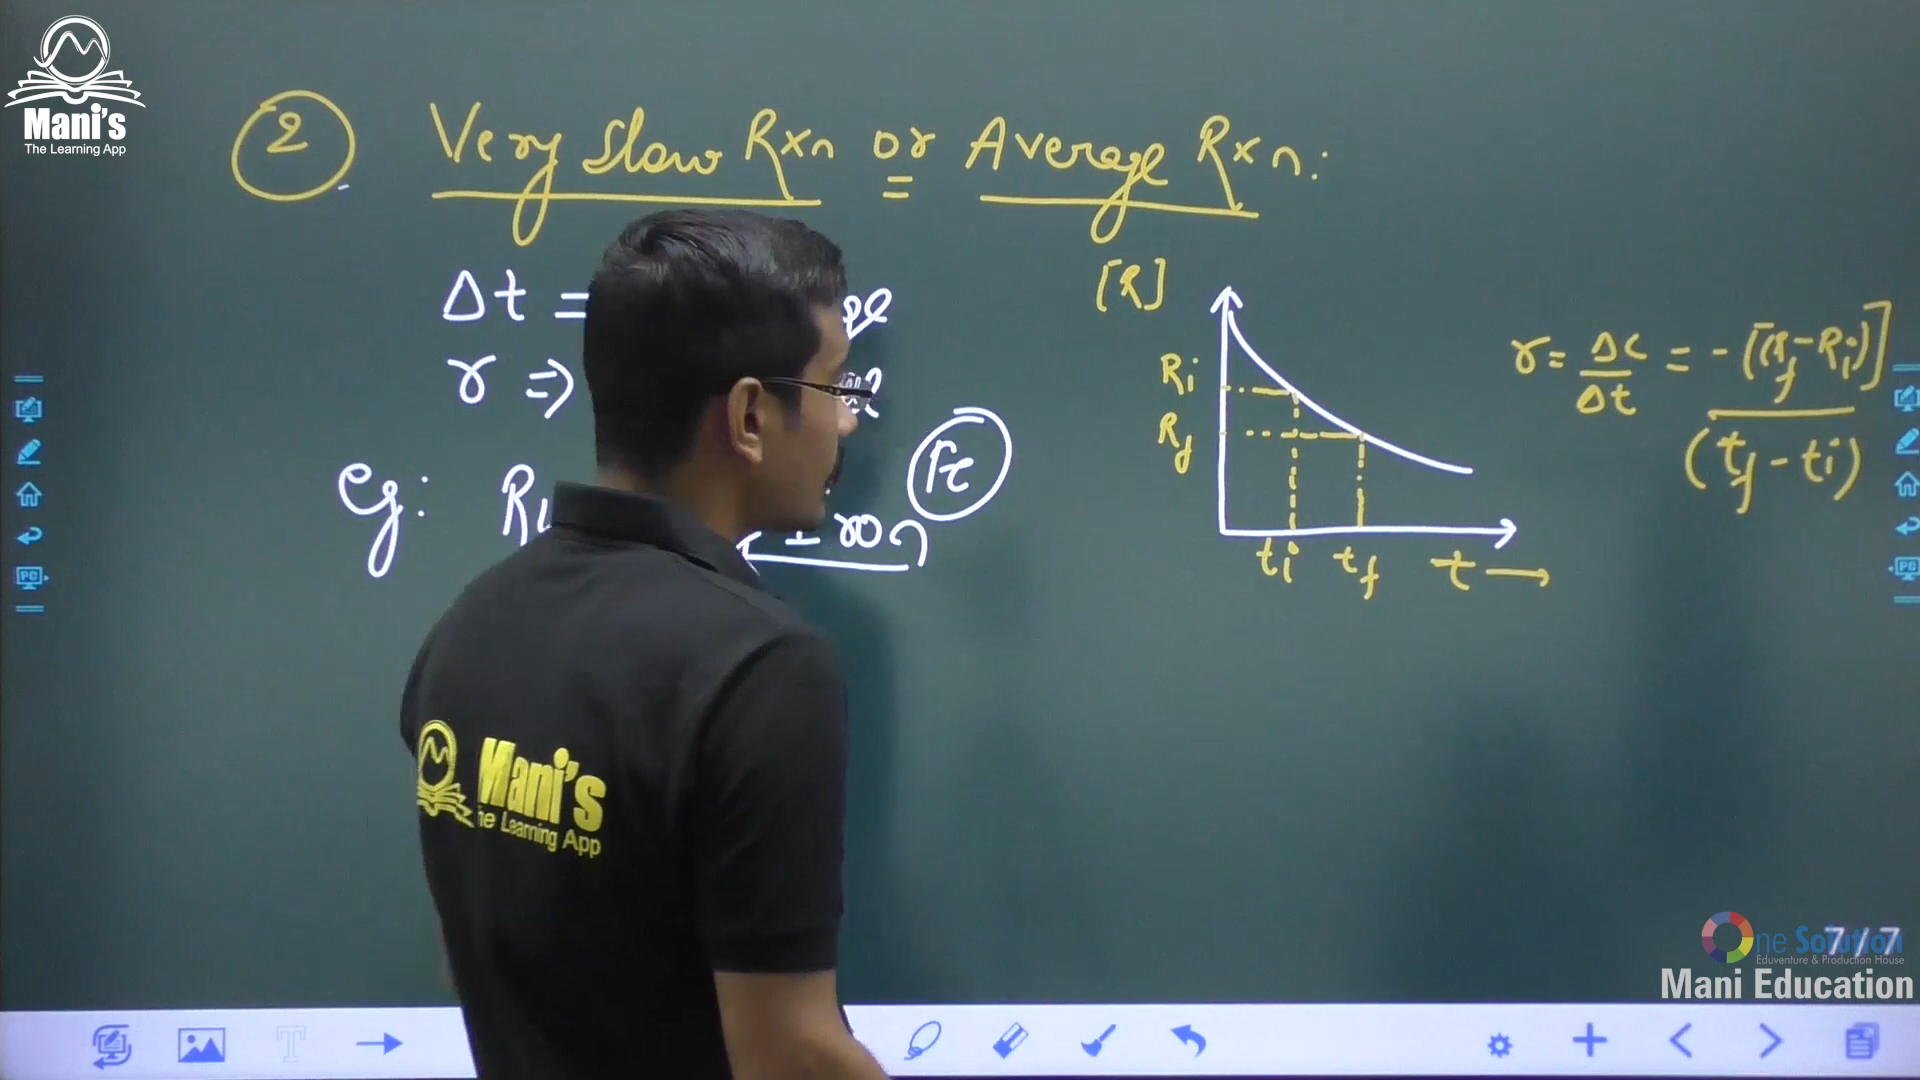 Mani's
The Learning App
2 Very Slow Rxn or Average Rxn:
Δt =
r ⇒
eg:
[R]
Ri
Rf
ti tf t →
r = ΔC/Δt = - [(Rf - Ri)] / (tf - ti)
Mani's
The Learning App
One Solution
Eduventure & Production House
7/7
Mani Education